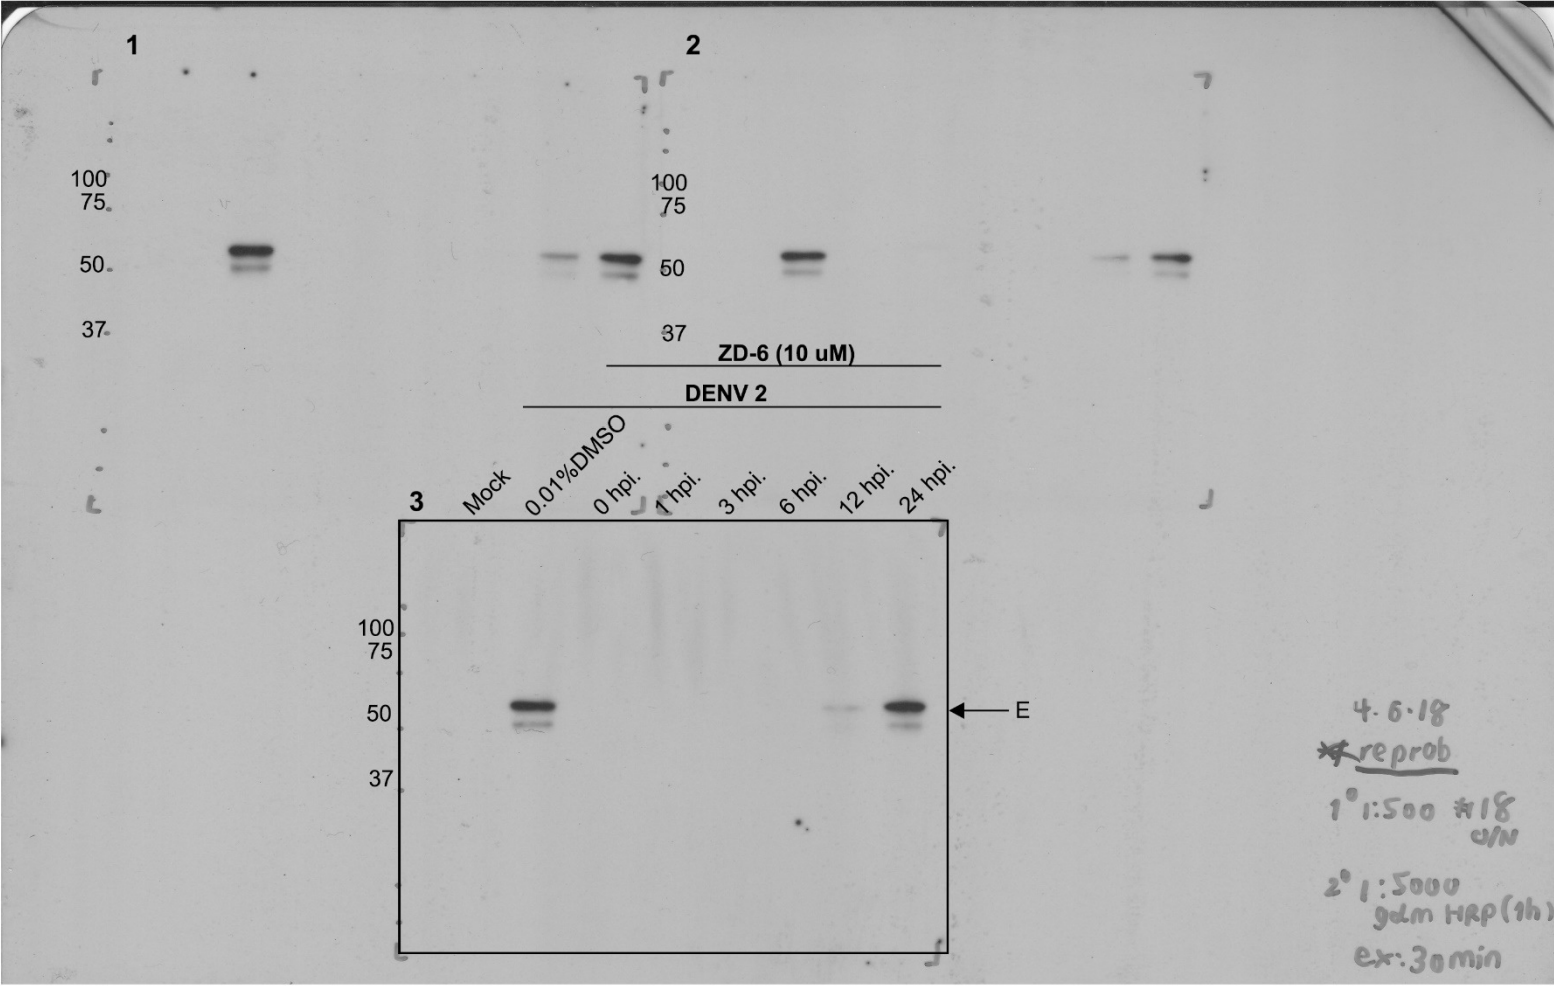 1
2
100
75
50
37
100
75
50
37
ZD-6 (10 uM)
DENV 2
Mock
0.01%DMSO
0 hpi.
1 hpi.
3 hpi.
6 hpi.
12 hpi.
24 hpi.
3
100
75
50
37
E
4.6.18
reprob
1° 1:500 #18
O/N
2° 1:5000
gαm HRP (1h)
ex: 30min